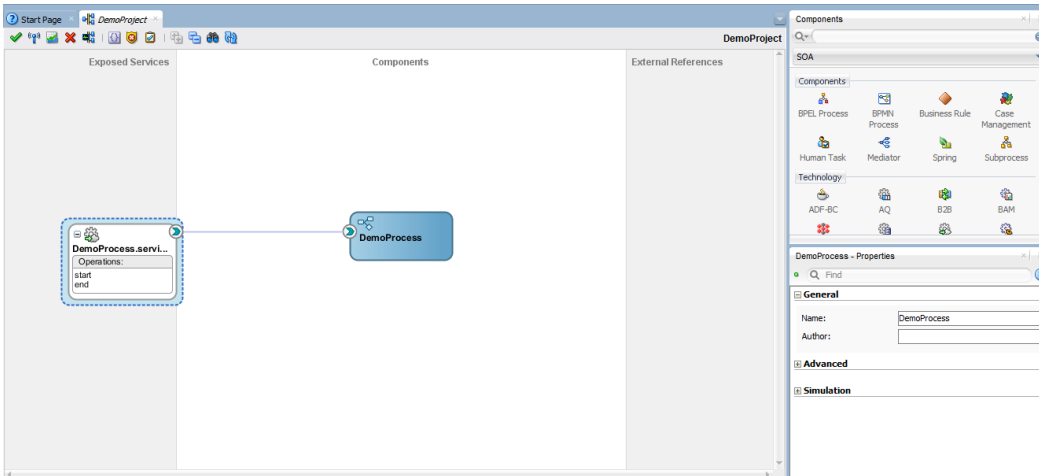 Start Page
DemoProject
DemoProject
Exposed Services
Components
External References
DemoProcess.servi...
Operations:
start
end
DemoProcess
Components
SOA
Components
BPEL Process
BPMN Process
Business Rule
Case Management
Human Task
Mediator
Spring
Subprocess
Technology
ADF-BC
AQ
B2B
BAM
DemoProcess - Properties
Find
General
Name:
DemoProcess
Author:
Advanced
Simulation